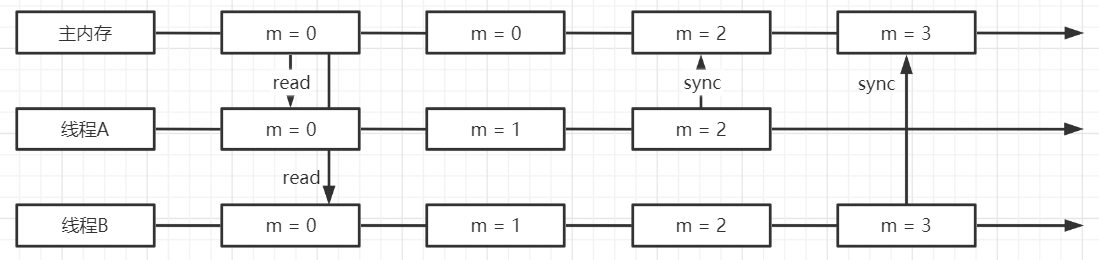 主内存
m = 0
m = 0
m = 2
m = 3
read
sync
sync
线程A
m = 0
m = 1
m = 2
read
线程B
m = 0
m = 1
m = 2
m = 3